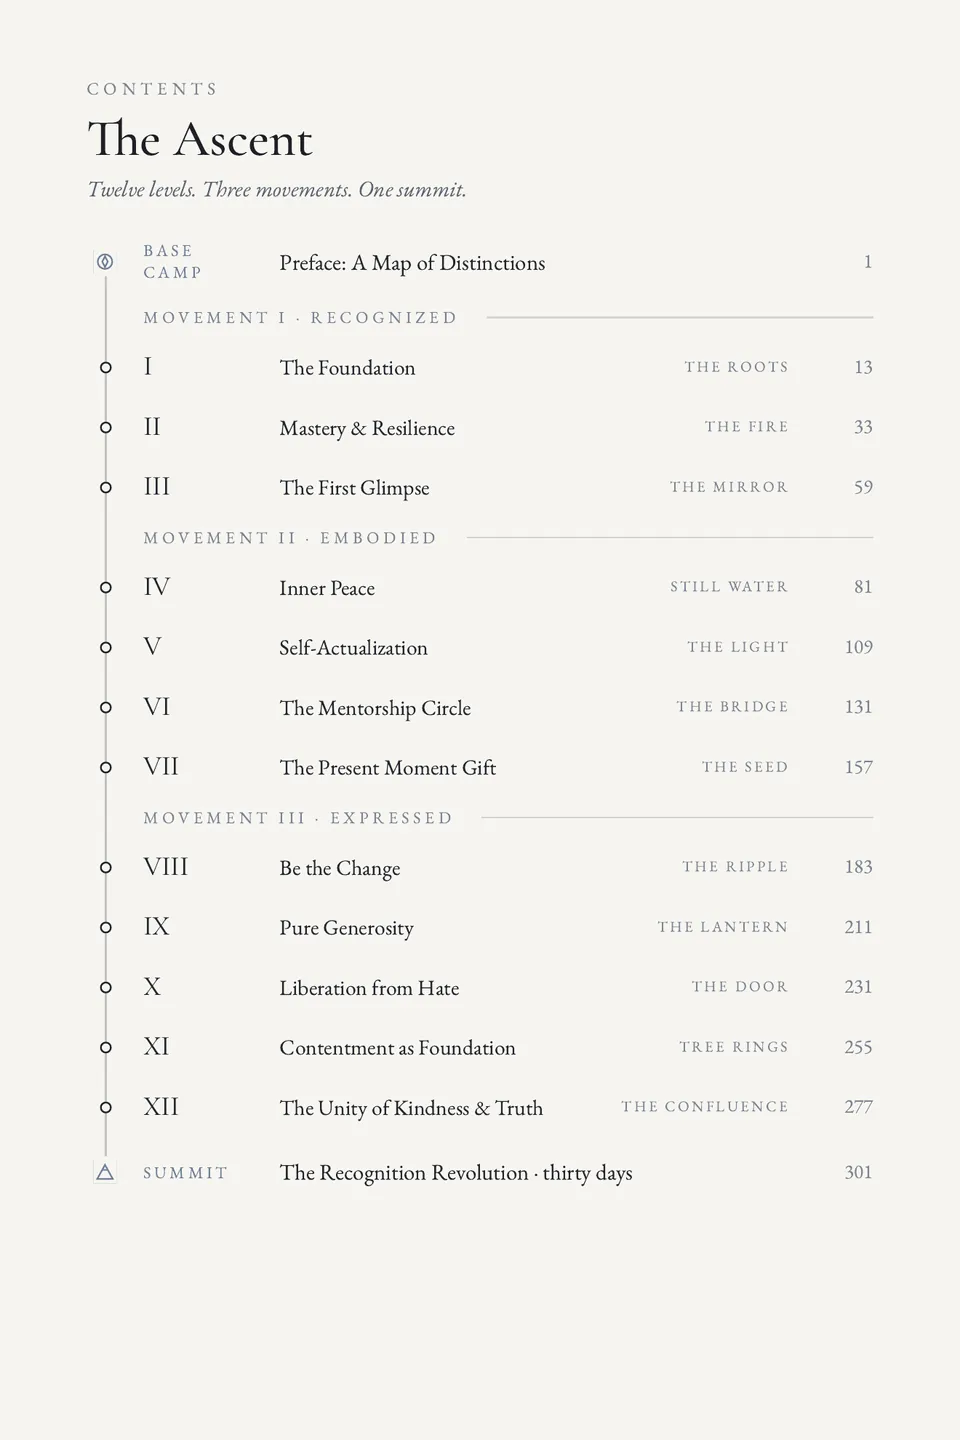 CONTENTS
The Ascent
Twelve levels. Three movements. One summit.
BASE
CAMP
Preface: A Map of Distinctions 1
MOVEMENT I · RECOGNIZED
I The Foundation THE ROOTS 13
II Mastery & Resilience THE FIRE 33
III The First Glimpse THE MIRROR 59
MOVEMENT II · EMBODIED
IV Inner Peace STILL WATER 81
V Self-Actualization THE LIGHT 109
VI The Mentorship Circle THE BRIDGE 131
VII The Present Moment Gift THE SEED 157
MOVEMENT III · EXPRESSED
VIII Be the Change THE RIPPLE 183
IX Pure Generosity THE LANTERN 211
X Liberation from Hate THE DOOR 231
XI Contentment as Foundation TREE RINGS 255
XII The Unity of Kindness & Truth THE CONFLUENCE 277
SUMMIT The Recognition Revolution · thirty days 301